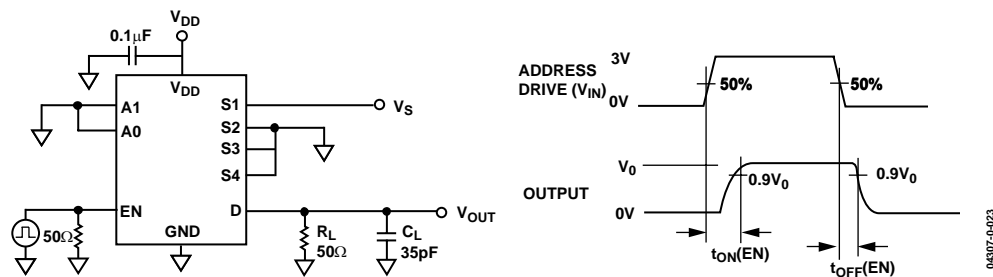 VDD
0.1μF
VDD
A1
A0
S1
VS
S2
S3
S4
EN
D
VOUT
50Ω
GND
RL
50Ω
CL
35pF
ADDRESS
DRIVE (VIN)
3V
0V
50%
50%
OUTPUT
V0
0V
0.9V0
0.9V0
tON(EN)
tOFF(EN)
04307-0-023